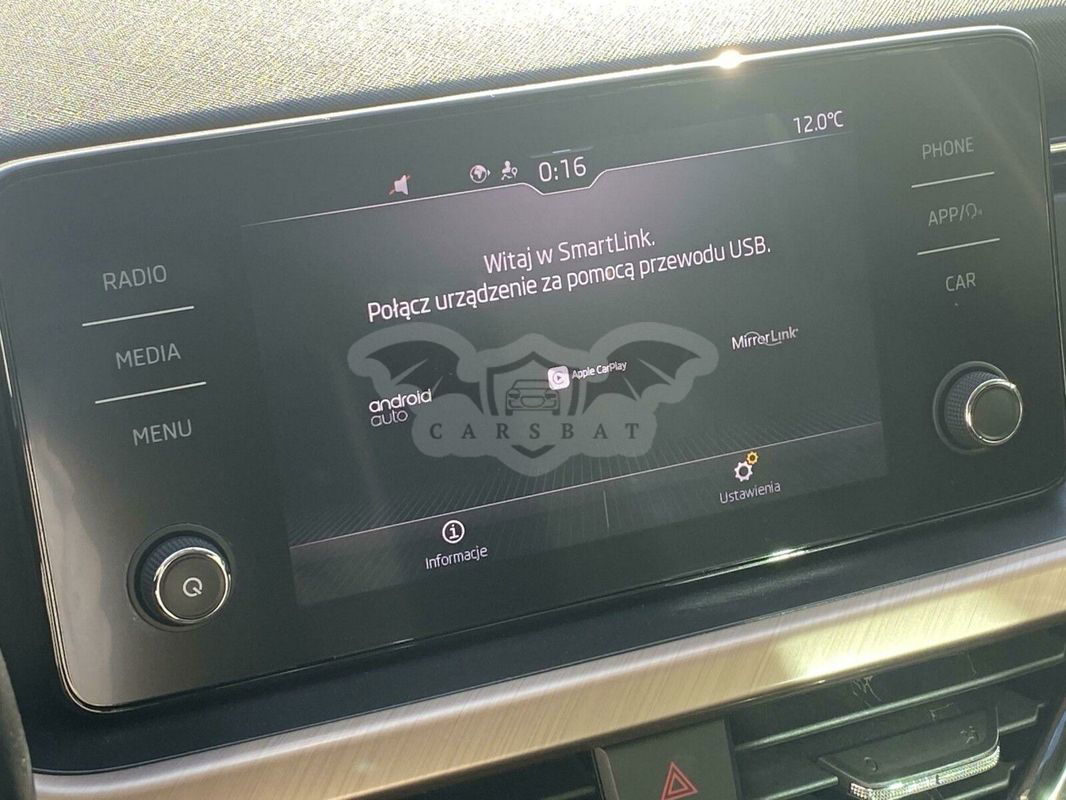 12.0°C
0:16
RADIO
MEDIA
MENU
PHONE
APP/
CAR
Witaj w SmartLink.
Połącz urządzenie za pomocą przewodu USB.
android
auto
Apple CarPlay
MirrorLink
CARSBAT
Informacje
Ustawienia